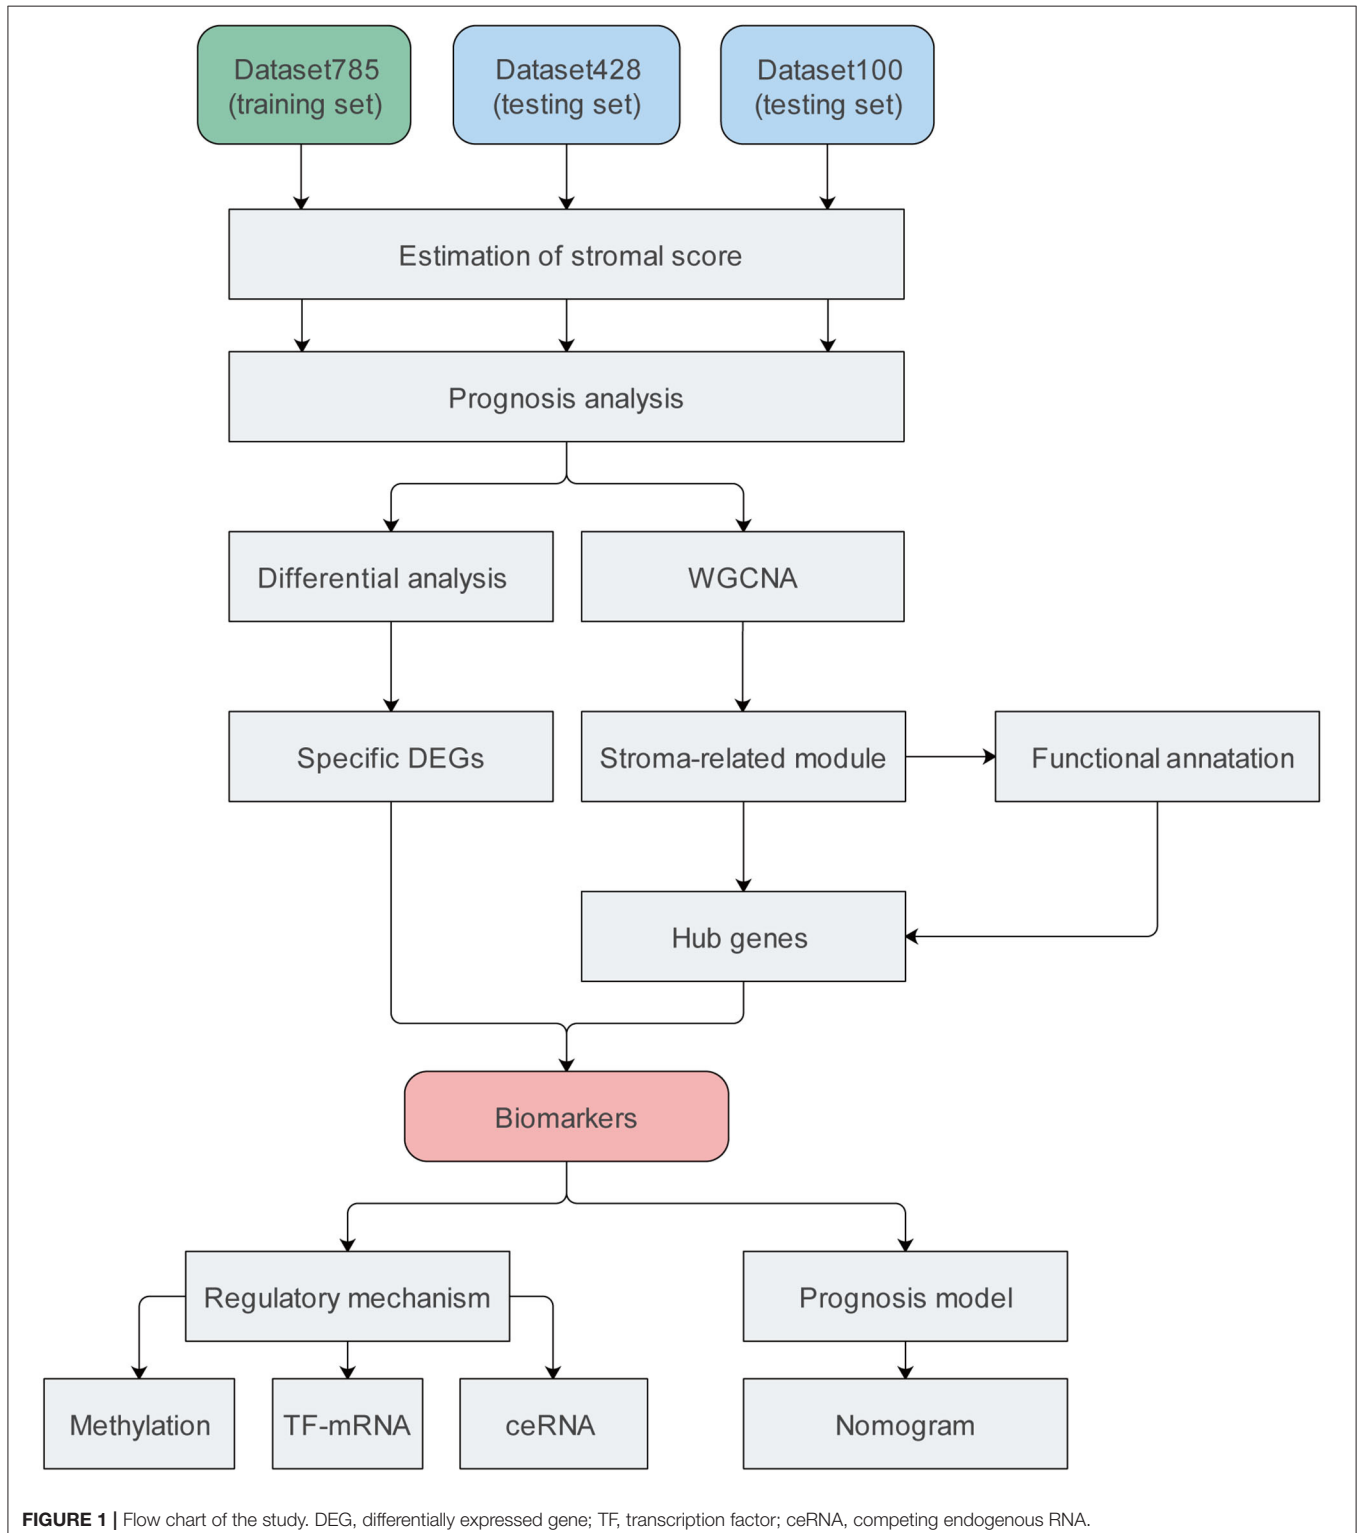 Dataset785
(training set)
Dataset428
(testing set)
Dataset100
(testing set)
Estimation of stromal score
Prognosis analysis
Differential analysis
WGCNA
Specific DEGs
Stroma-related module
Functional annatation
Hub genes
Biomarkers
Regulatory mechanism
Prognosis model
Methylation
TF-mRNA
ceRNA
Nomogram
FIGURE 1 | Flow chart of the study. DEG, differentially expressed gene; TF, transcription factor; ceRNA, competing endogenous RNA.